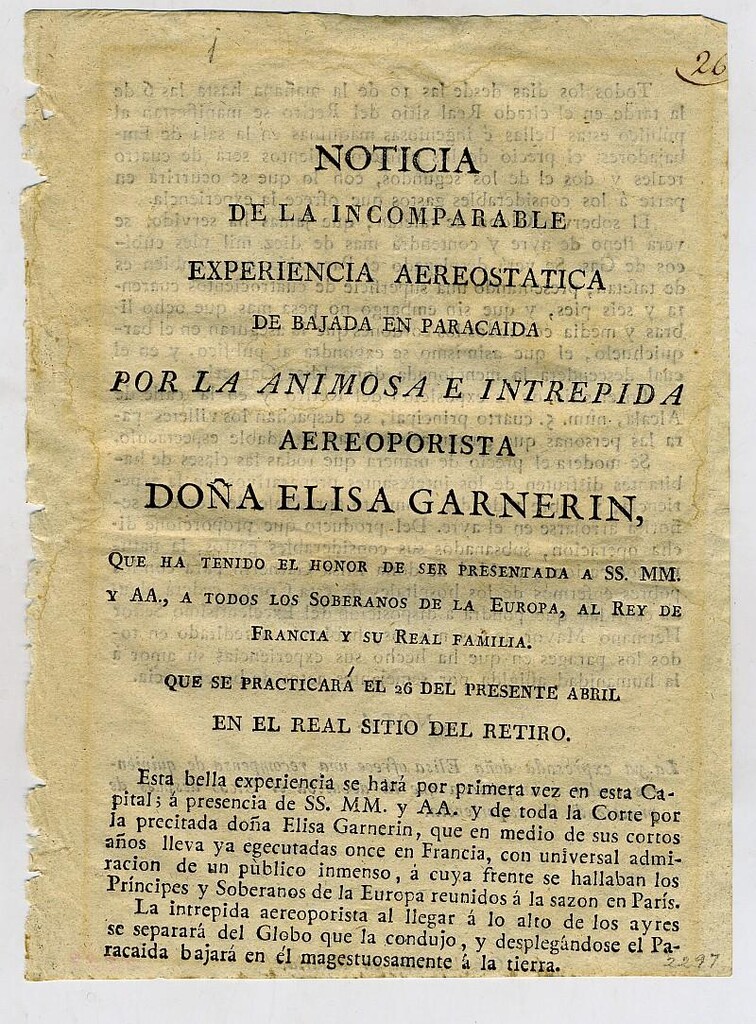 1
26
NOTICIA
DE LA INCOMPARABLE
EXPERIENCIA AEREOSTATICA
DE BAJADA EN PARACAIDA
POR LA ANIMOSA E INTREPIDA
AEREOPORISTA
DOÑA ELISA GARNERIN,
QUE HA TENIDO EL HONOR DE SER PRESENTADA A SS. MM.
Y AA., A TODOS LOS SOBERANOS DE LA EUROPA, AL REY DE
FRANCIA Y SU REAL FAMILIA.
QUE SE PRACTICARÁ EL 26 DEL PRESENTE ABRIL
EN EL REAL SITIO DEL RETIRO.
Esta bella experiencia se hará por primera vez en esta Ca-
pital; á presencia de SS. MM. y AA. y de toda la Corte por
la precitada doña Elisa Garnerin, que en medio de sus cortos
años lleva ya egecutadas once en Francia, con universal admi-
racion de un público inmenso, á cuya frente se hallaban los
Príncipes y Soberanos de la Europa reunidos á la sazon en París.
La intrepida aereoporista al llegar á lo alto de los ayres
se separará del Globo que la condujo, y desplegándose el Pa-
racaida bajará en él magestuosamente á la tierra.
2297